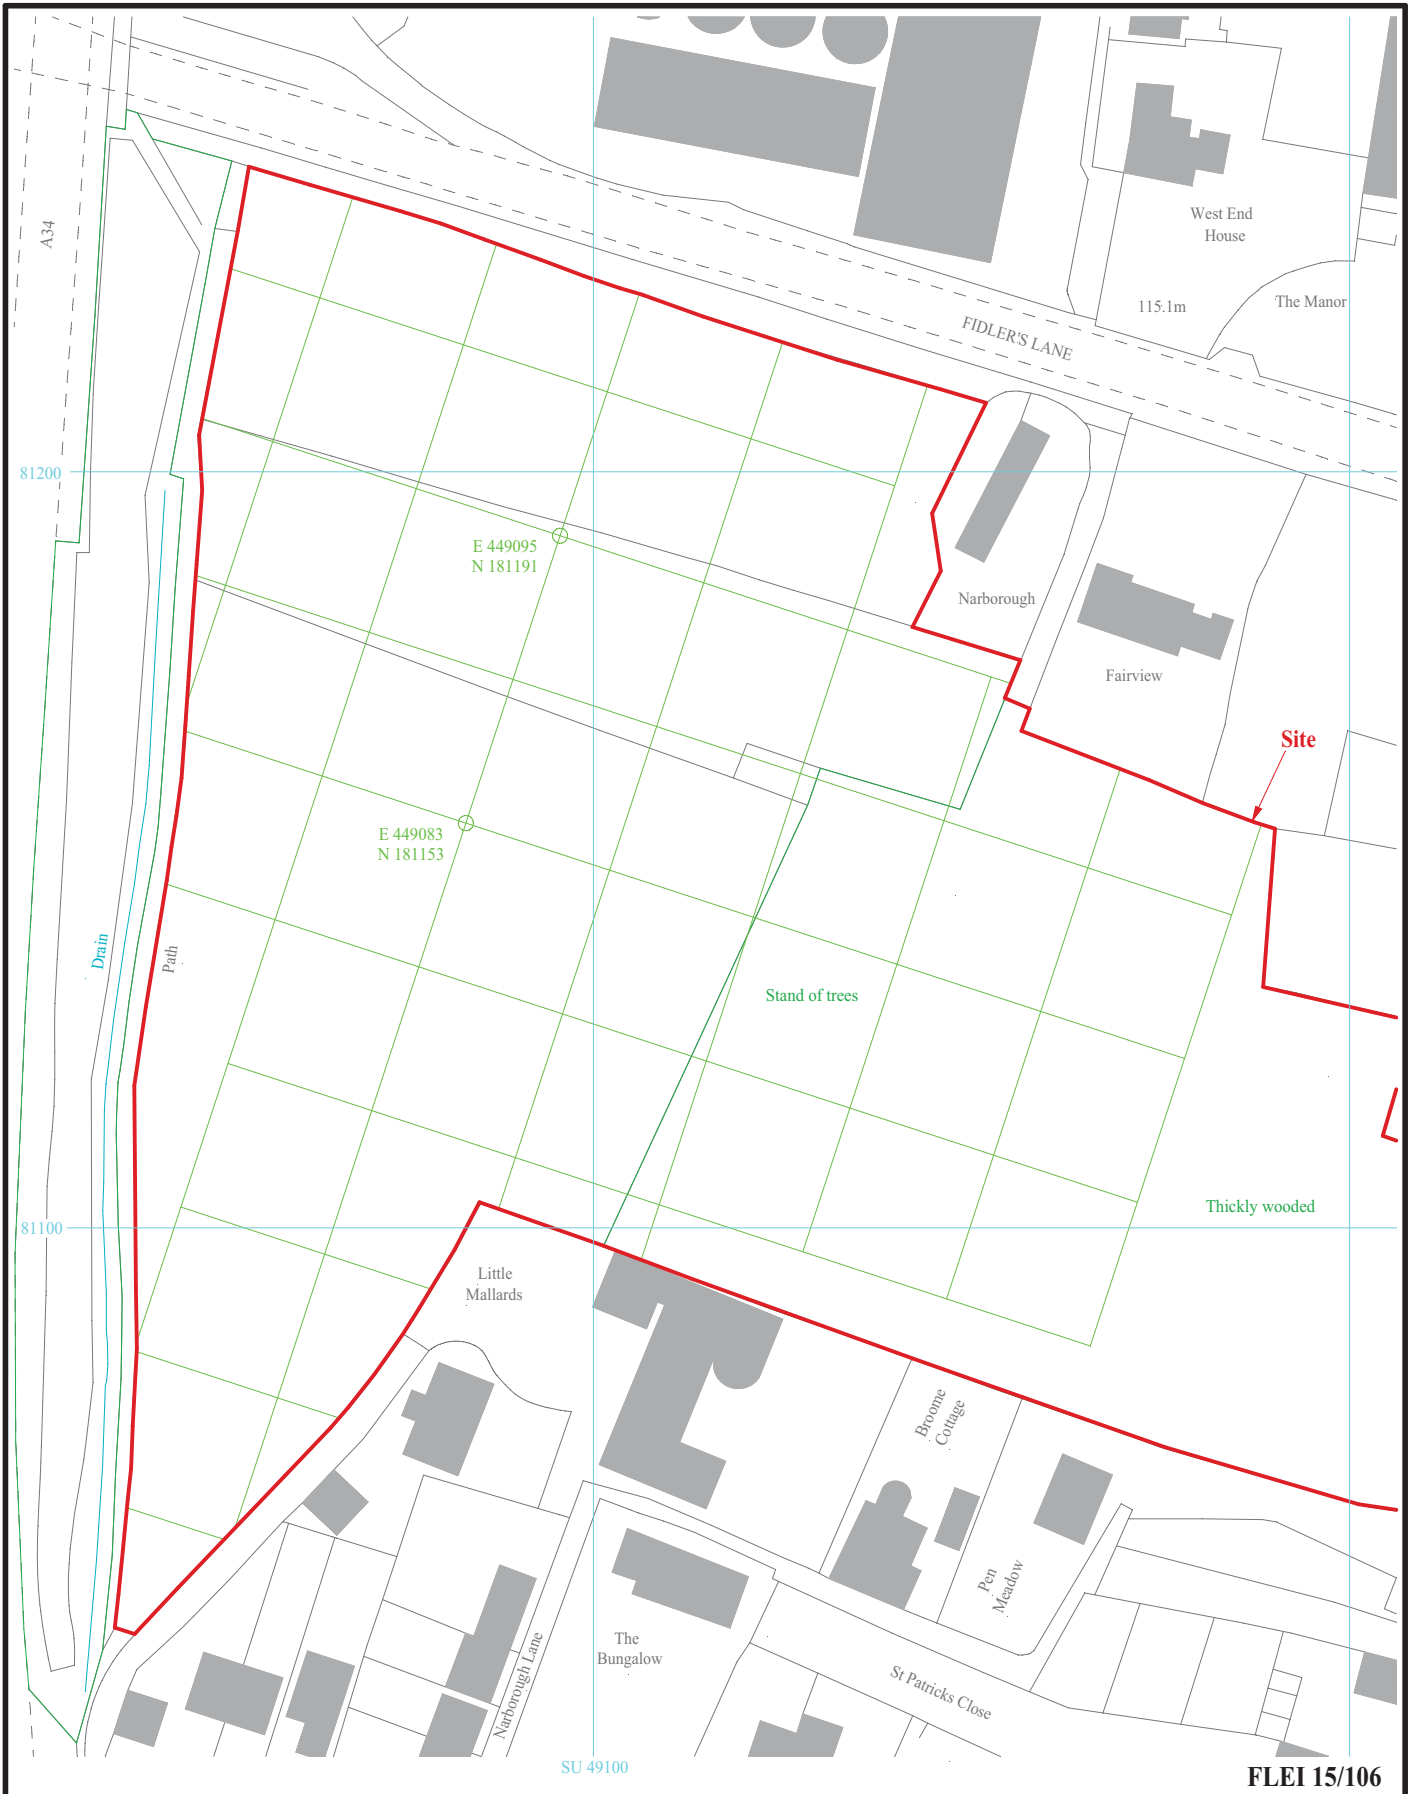 A34
West End
House
The Manor
115.1m
FIDLER'S LANE
81200
E 449095
N 181191
Narborough
Fairview
Site
E 449083
N 181153
Drain
Path
Stand of trees
Thickly wooded
81100
Little
Mallards
Broome
Cottage
Pen
Meadow
The
Bungalow
Narborough Lane
St Patricks Close
SU 49100
FLEI 15/106